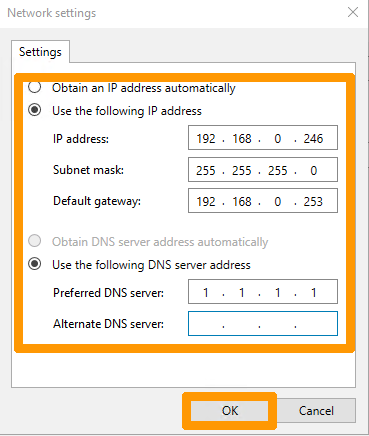 Network settings
Settings
Obtain an IP address automatically
Use the following IP address
IP address: 192 . 168 . 0 . 246
Subnet mask: 255 . 255 . 255 . 0
Default gateway: 192 . 168 . 0 . 253
Obtain DNS server address automatically
Use the following DNS server address
Preferred DNS server: 1 . 1 . 1 . 1
Alternate DNS server: . . .
OK Cancel